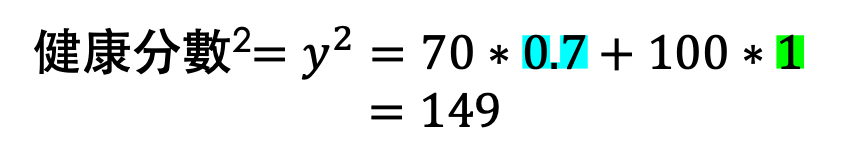 健康分數²= y² = 70 * 0.7 + 100 * 1
= 149